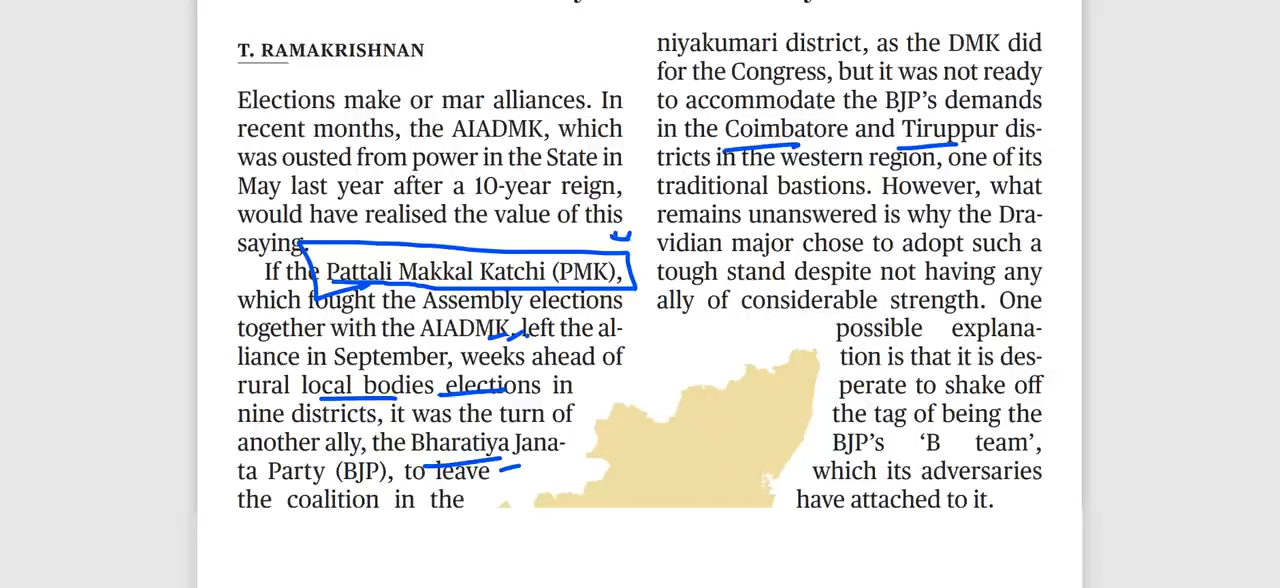 T. RAMAKRISHNAN
Elections make or mar alliances. In
recent months, the AIADMK, which
was ousted from power in the State in
May last year after a 10-year reign,
would have realised the value of this
saying.
If the Pattali Makkal Katchi (PMK),
which fought the Assembly elections
together with the AIADMK, left the al-
liance in September, weeks ahead of
rural local bodies elections in
nine districts, it was the turn of
another ally, the Bharatiya Jana-
ta Party (BJP), to leave
the coalition in the
niyakumari district, as the DMK did
for the Congress, but it was not ready
to accommodate the BJP's demands
in the Coimbatore and Tiruppur dis-
tricts in the western region, one of its
traditional bastions. However, what
remains unanswered is why the Dra-
vidian major chose to adopt such a
tough stand despite not having any
ally of considerable strength. One
possible explana-
tion is that it is des-
perate to shake off
the tag of being the
BJP's ‘B team’,
which its adversaries
have attached to it.